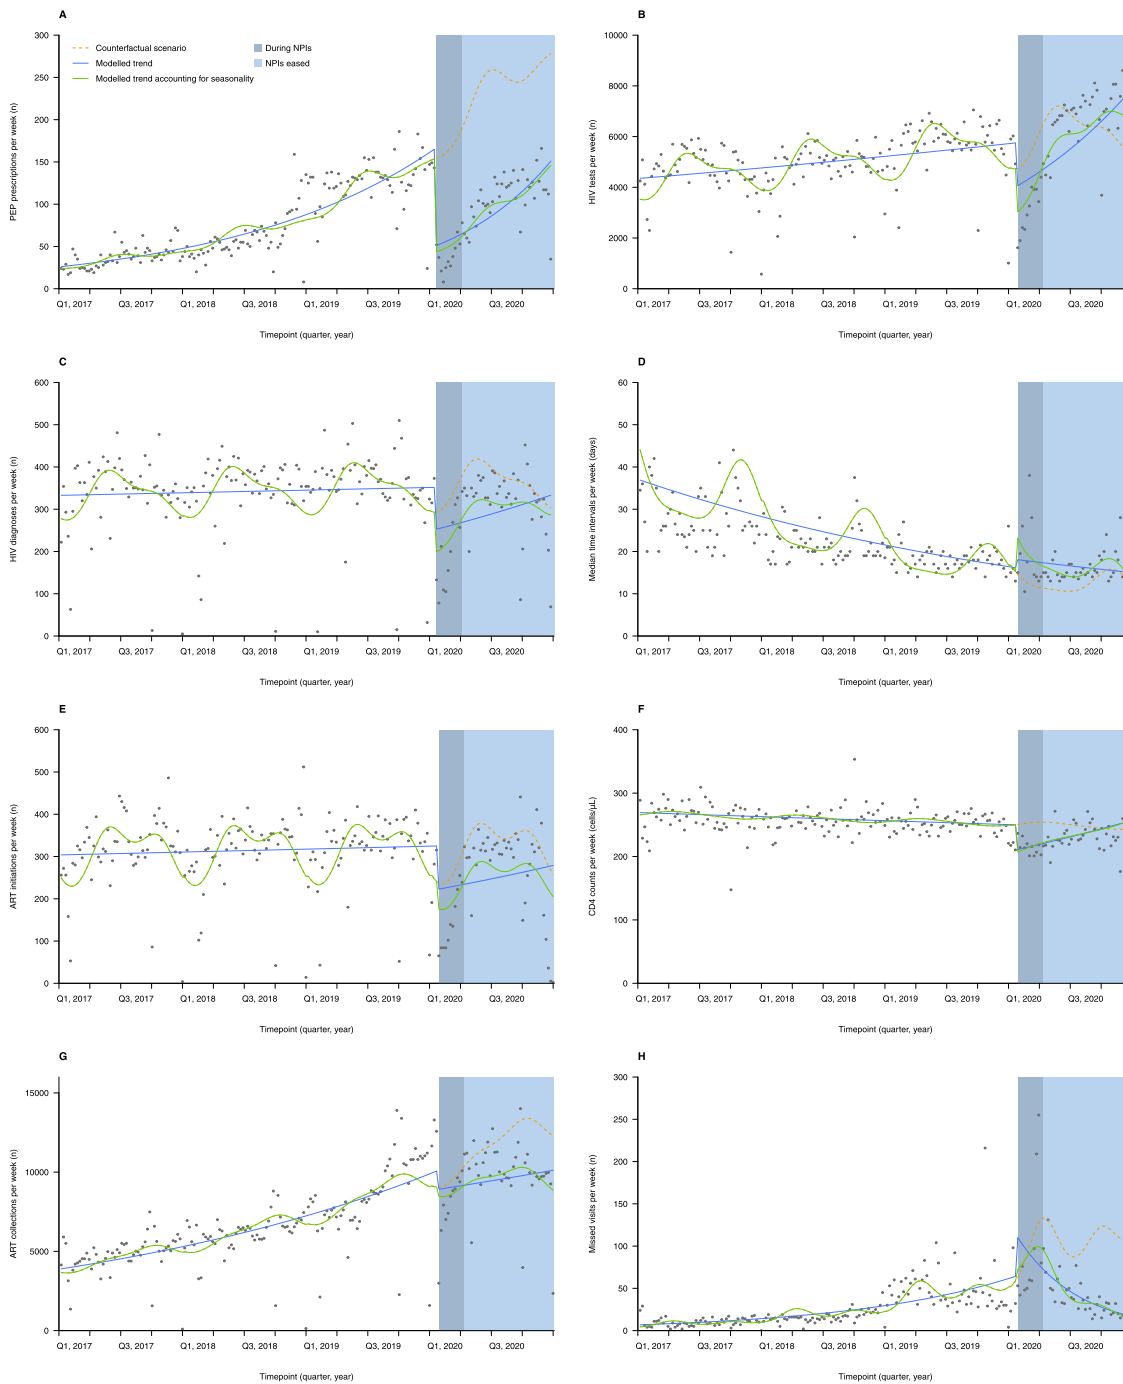 A
PEP prescriptions per week (n)
300
250
200
150
100
50
0
Counterfactual scenario
Modelled trend
Modelled trend accounting for seasonality
During NPIs
NPIs eased
Q1, 2017
Q3, 2017
Q1, 2018
Q3, 2018
Q1, 2019
Q3, 2019
Q1, 2020
Q3, 2020
Timepoint (quarter, year)
B
HIV tests per week (n)
10000
8000
6000
4000
2000
0
Q1, 2017
Q3, 2017
Q1, 2018
Q3, 2018
Q1, 2019
Q3, 2019
Q1, 2020
Q3, 2020
Timepoint (quarter, year)
C
HIV diagnoses per week (n)
600
500
400
300
200
100
0
Q1, 2017
Q3, 2017
Q1, 2018
Q3, 2018
Q1, 2019
Q3, 2019
Q1, 2020
Q3, 2020
Timepoint (quarter, year)
D
Median time intervals per week (days)
60
50
40
30
20
10
0
Q1, 2017
Q3, 2017
Q1, 2018
Q3, 2018
Q1, 2019
Q3, 2019
Q1, 2020
Q3, 2020
Timepoint (quarter, year)
E
ART initiations per week (n)
600
500
400
300
200
100
0
Q1, 2017
Q3, 2017
Q1, 2018
Q3, 2018
Q1, 2019
Q3, 2019
Q1, 2020
Q3, 2020
Timepoint (quarter, year)
F
CD4 counts per week (cells/µL)
400
300
200
100
0
Q1, 2017
Q3, 2017
Q1, 2018
Q3, 2018
Q1, 2019
Q3, 2019
Q1, 2020
Q3, 2020
Timepoint (quarter, year)
G
ART collections per week (n)
15000
10000
5000
0
Q1, 2017
Q3, 2017
Q1, 2018
Q3, 2018
Q1, 2019
Q3, 2019
Q1, 2020
Q3, 2020
Timepoint (quarter, year)
H
Missed visits per week (n)
300
250
200
150
100
50
0
Q1, 2017
Q3, 2017
Q1, 2018
Q3, 2018
Q1, 2019
Q3, 2019
Q1, 2020
Q3, 2020
Timepoint (quarter, year)